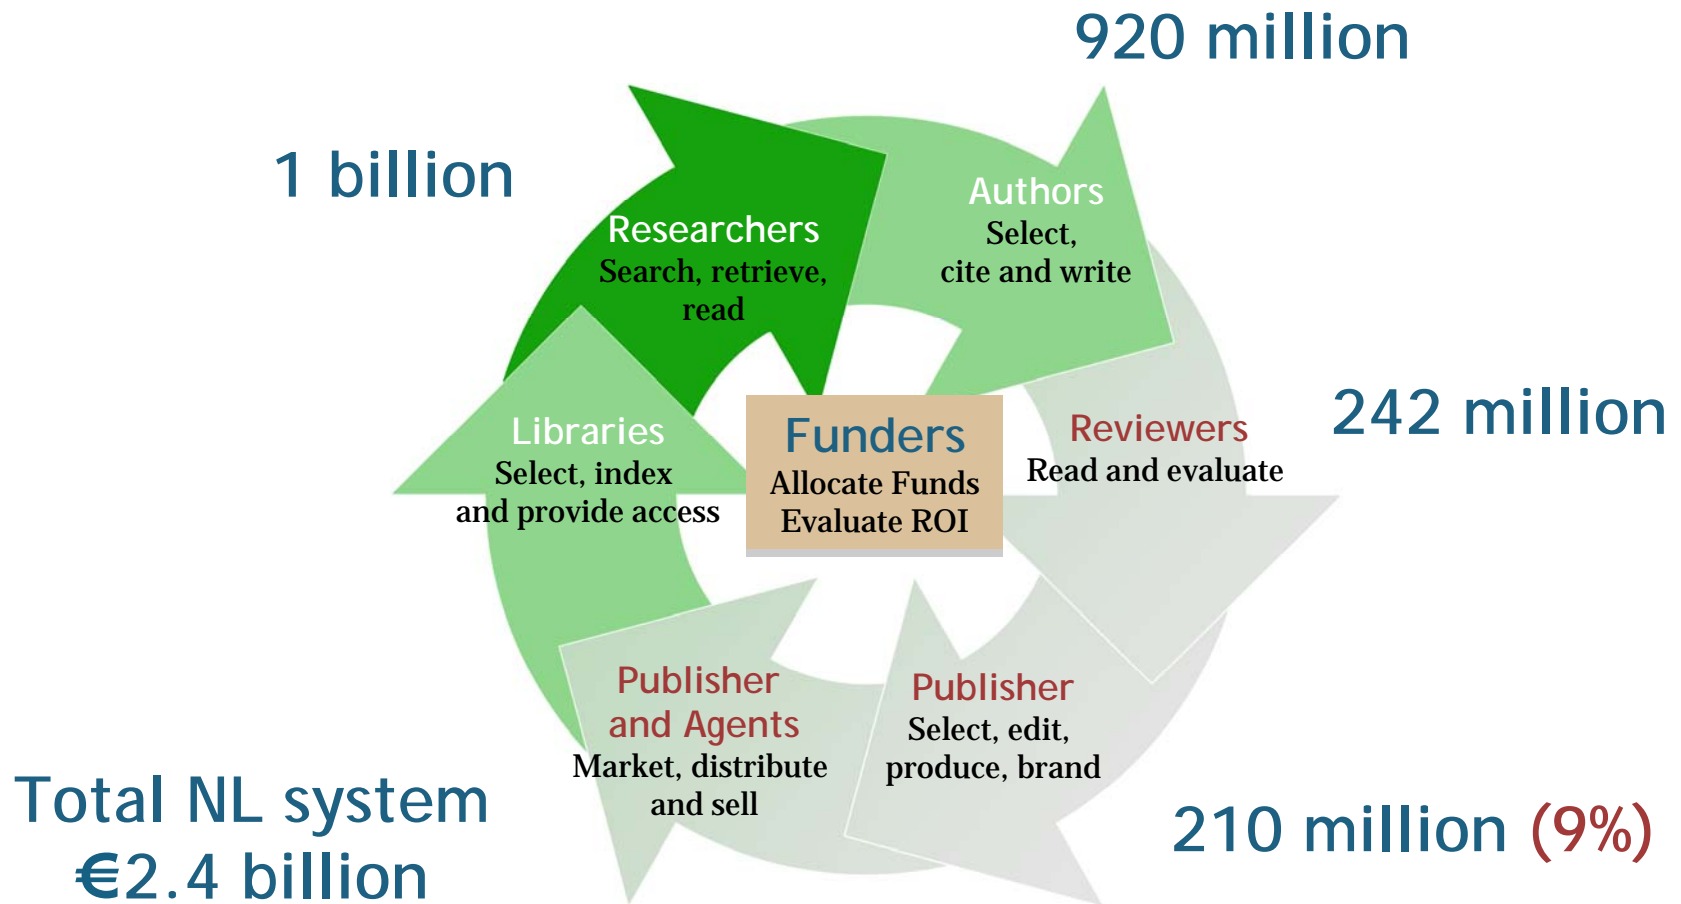 920 million
1 billion
Authors
Select,
cite and write
Researchers
Search, retrieve,
read
242 million
Reviewers
Read and evaluate
Libraries
Select, index
and provide access
Funders
Allocate Funds
Evaluate ROI
Publisher
and Agents
Market, distribute
and sell
Publisher
Select, edit,
produce, brand
Total NL system
€2.4 billion
210 million (9%)